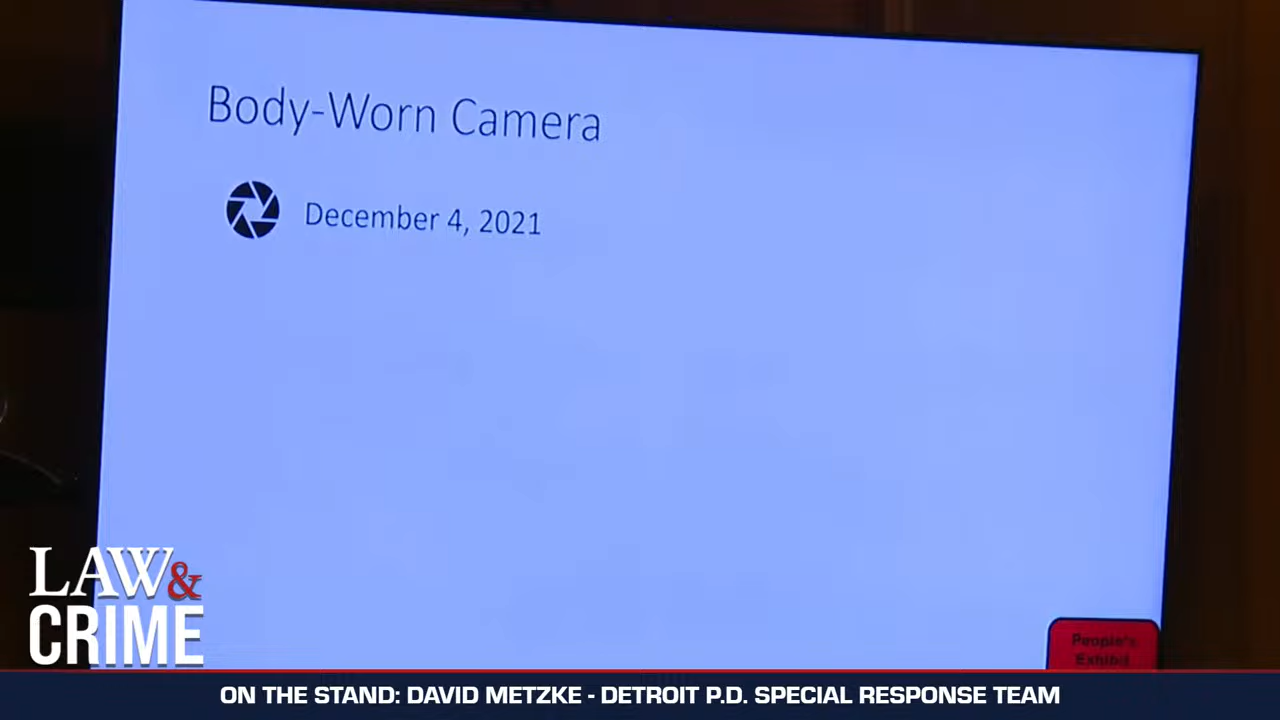 Body-Worn Camera
December 4, 2021
People's
Exhibit
LAW&
CRIME
ON THE STAND: DAVID METZKE - DETROIT P.D. SPECIAL RESPONSE TEAM